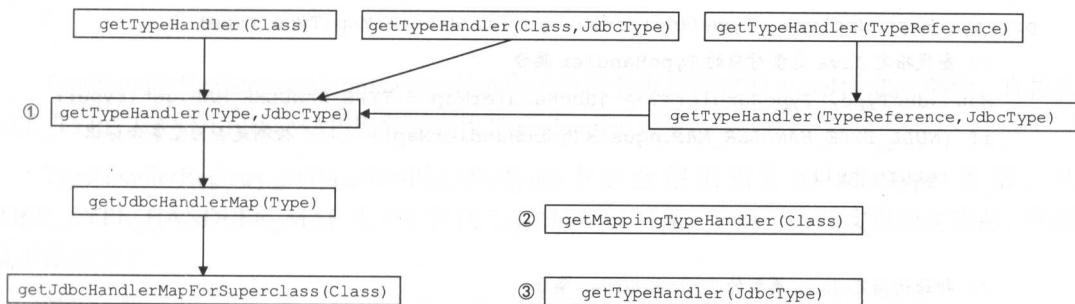 getTypeHandler(Class)
getTypeHandler(Class,JdbcType)
getTypeHandler(TypeReference)
① getTypeHandler(Type,JdbcType)
getTypeHandler(TypeReference,JdbcType)
getJdbcHandlerMap(Type)
② getMappingTypeHandler(Class)
getJdbcHandlerMapForSuperclass(Class)
③ getTypeHandler(JdbcType)